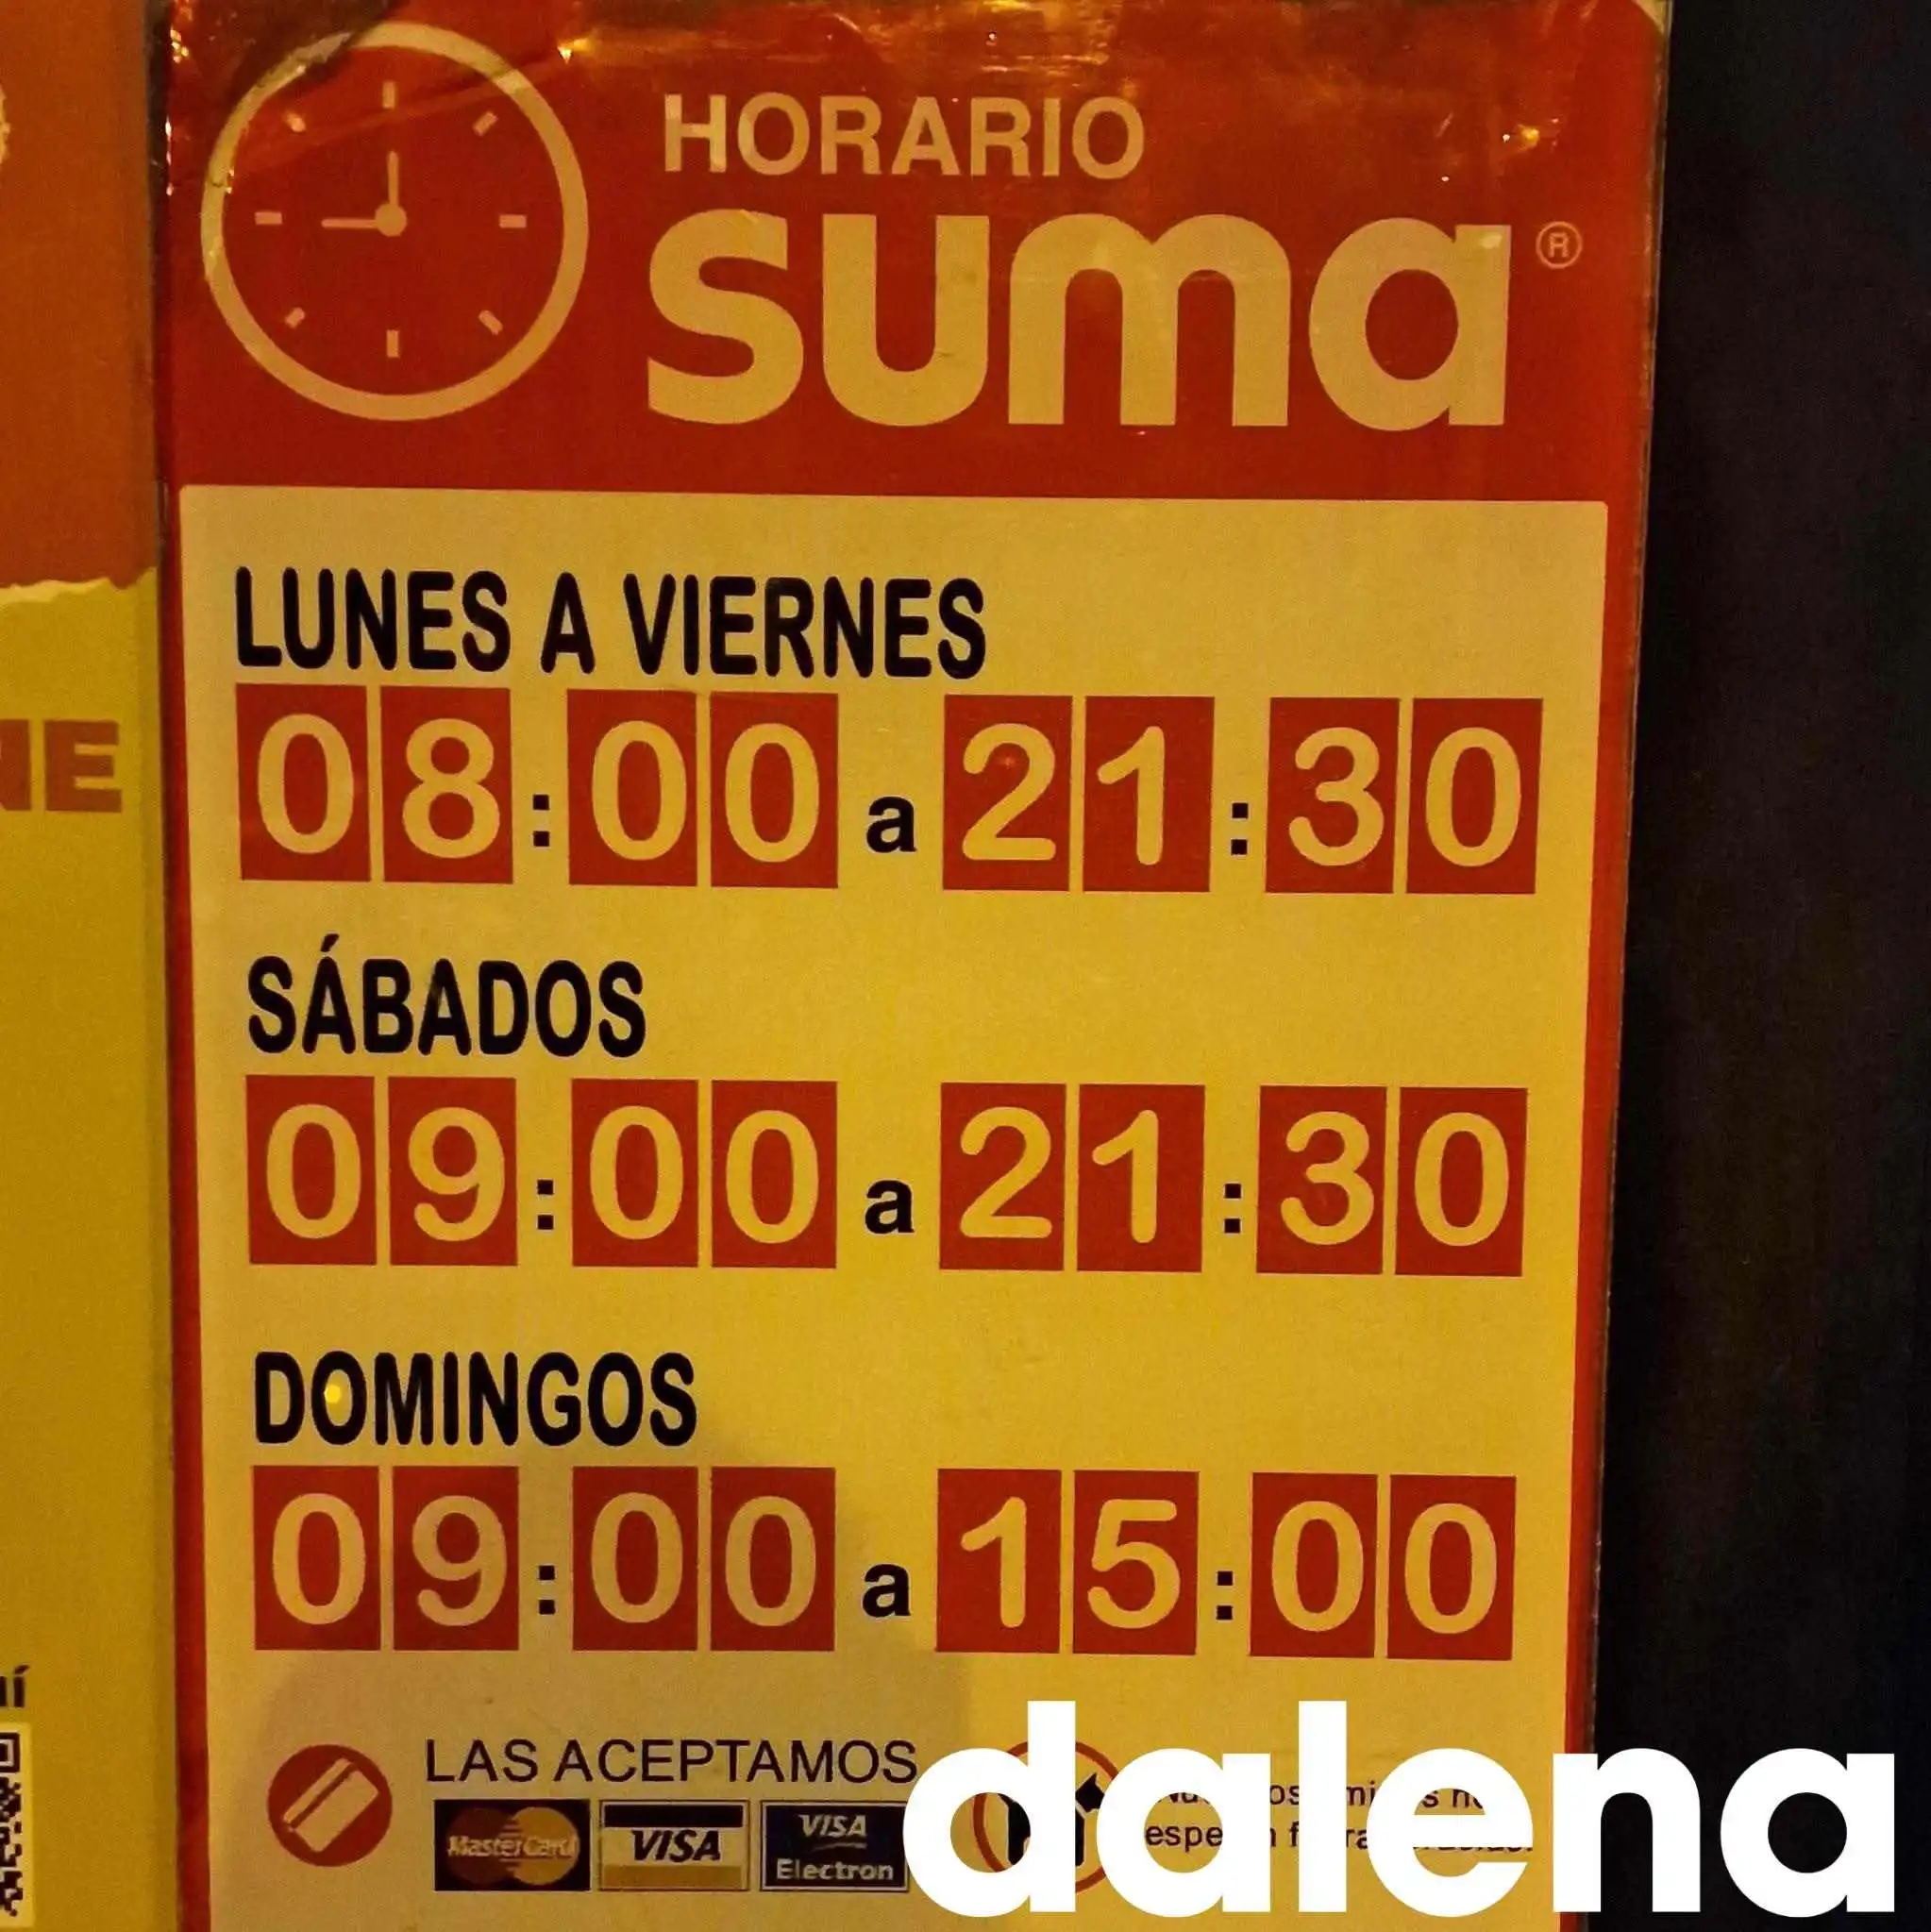 HORARIO
suma®
LUNES A VIERNES
08:00 a 21:30
SÁBADOS
09:00 a 21:30
DOMINGOS
09:00 a 15:00
LAS ACEPTAMOS
MasterCard VISA VISA Electron
dalena